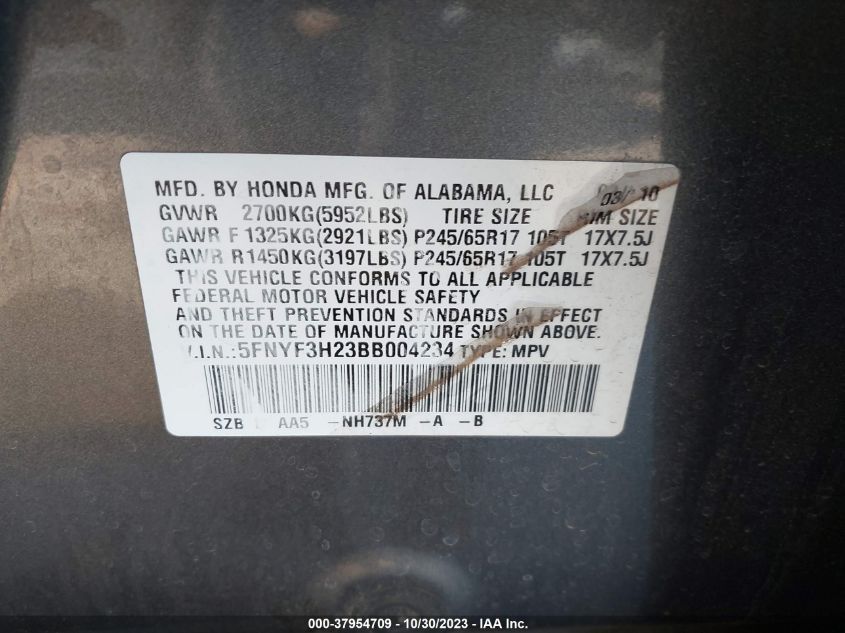 MFD. BY HONDA MFG. OF ALABAMA, LLC 10
GVWR 2700KG(5952LBS) TIRE SIZE RIM SIZE
GAWR F 1325KG(2921LBS) P245/65R17 105T 17X7.5J
GAWR R1450KG(3197LBS) P245/65R17 105T 17X7.5J
THIS VEHICLE CONFORMS TO ALL APPLICABLE
FEDERAL MOTOR VEHICLE SAFETY
AND THEFT PREVENTION STANDARDS IN EFFECT
ON THE DATE OF MANUFACTURE SHOWN ABOVE.
V.I.N.:5FNYF3H23BB004234 TYPE: MPV
SZB AA5 -NH737M -A -B
000-37954709 - 10/30/2023 - IAA Inc.